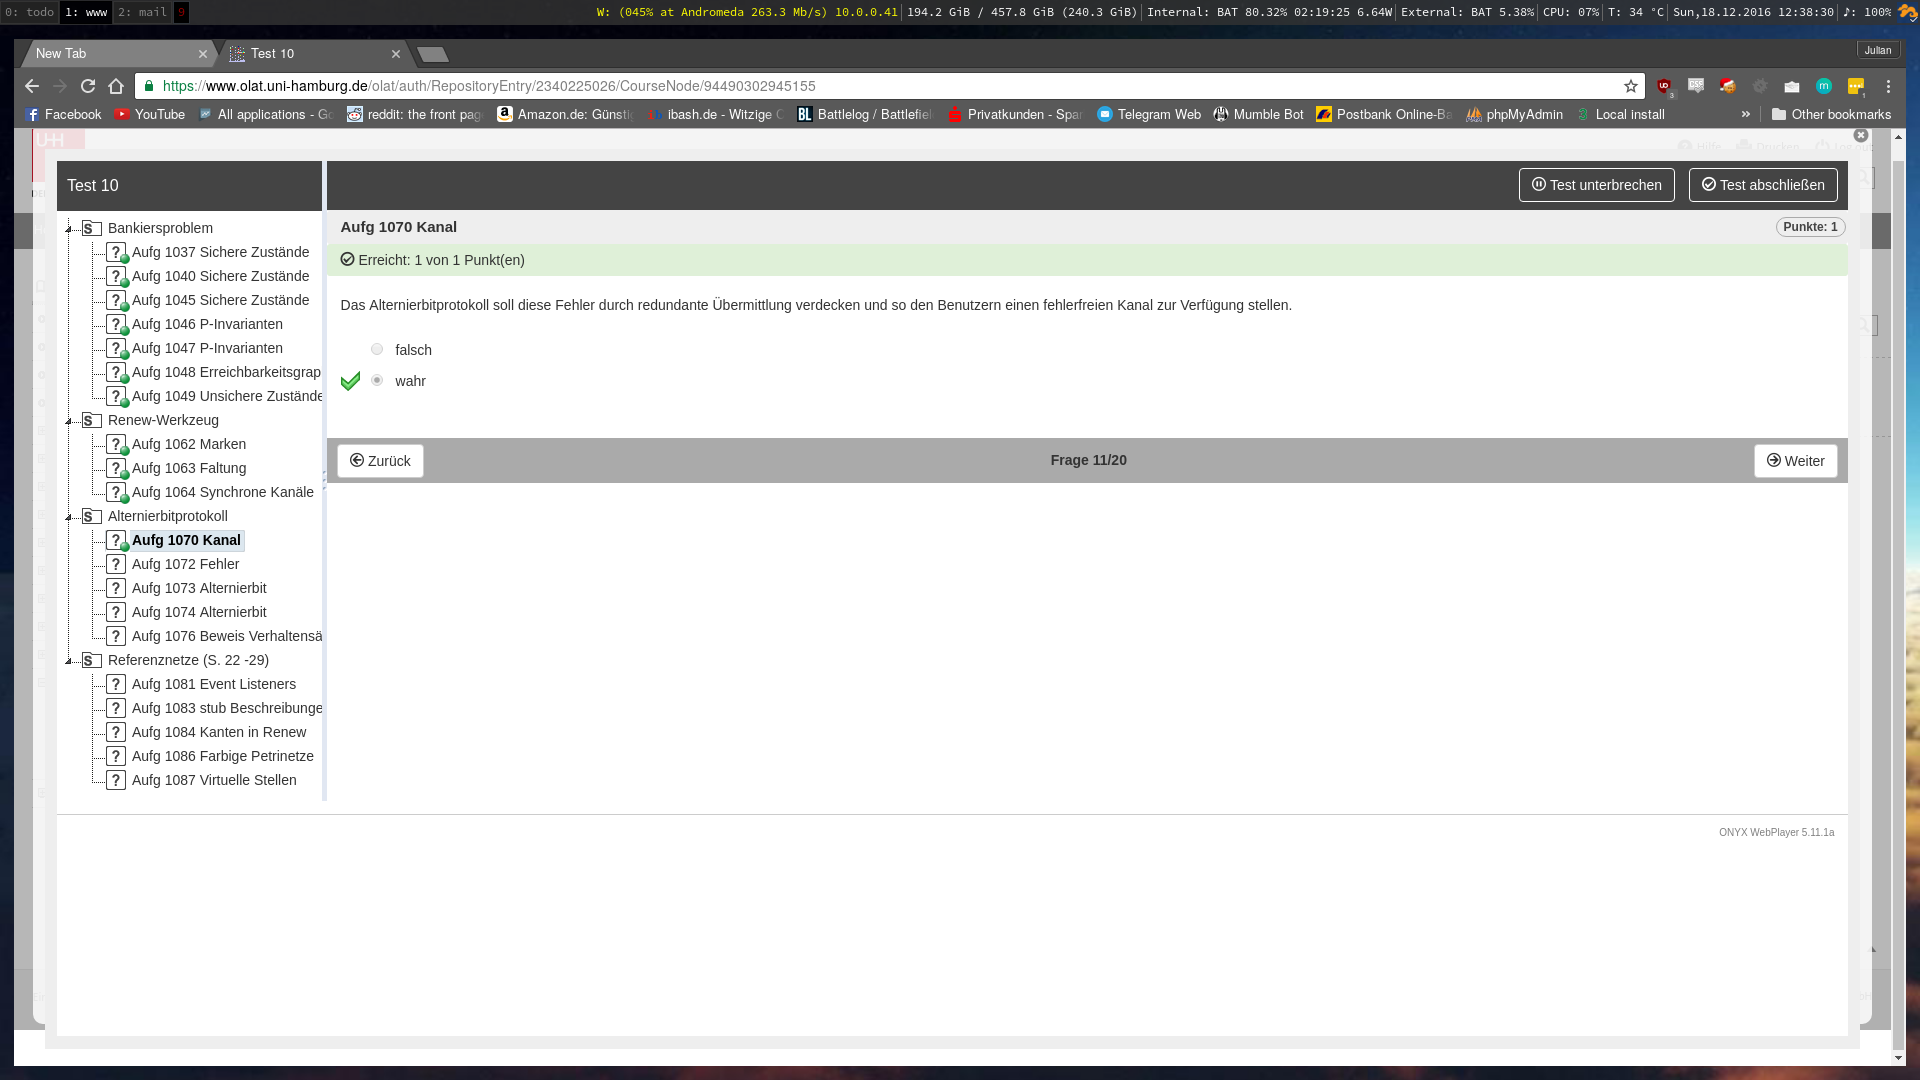 0: todo 1: www 2: mail 9 W: (045% at Andromeda 263.3 Mb/s) 10.0.0.41 194.2 GiB / 457.8 GiB (240.3 GiB) Internal: BAT 80.32% 02:19:25 6.64W External: BAT 5.38% CPU: 07% T: 34 °C Sun,18.12.2016 12:38:30 ♪: 100%
New Tab Test 10 Julian
https://www.olat.uni-hamburg.de/olat/auth/RepositoryEntry/2340225026/CourseNode/94490302945155
Facebook YouTube All applications - Go reddit: the front pag Amazon.de: Günsti ibash.de - Witzige C Battlelog / Battlefiel Privatkunden - Spar Telegram Web Mumble Bot Postbank Online-Ba phpMyAdmin Local install » Other bookmarks
Test 10 Test unterbrechen Test abschließen
Aufg 1070 Kanal Punkte: 1
Erreicht: 1 von 1 Punkt(en)
Das Alternierbitprotokoll soll diese Fehler durch redundante Übermittlung verdecken und so den Benutzern einen fehlerfreien Kanal zur Verfügung stellen.
falsch
wahr
Zurück Frage 11/20 Weiter
Bankiersproblem
Aufg 1037 Sichere Zustände
Aufg 1040 Sichere Zustände
Aufg 1045 Sichere Zustände
Aufg 1046 P-Invarianten
Aufg 1047 P-Invarianten
Aufg 1048 Erreichbarkeitsgrap
Aufg 1049 Unsichere Zustände
Renew-Werkzeug
Aufg 1062 Marken
Aufg 1063 Faltung
Aufg 1064 Synchrone Kanäle
Alternierbitprotokoll
Aufg 1070 Kanal
Aufg 1072 Fehler
Aufg 1073 Alternierbit
Aufg 1074 Alternierbit
Aufg 1076 Beweis Verhaltensä
Referenznetze (S. 22 -29)
Aufg 1081 Event Listeners
Aufg 1083 stub Beschreibunge
Aufg 1084 Kanten in Renew
Aufg 1086 Farbige Petrinetze
Aufg 1087 Virtuelle Stellen
ONYX WebPlayer 5.11.1a